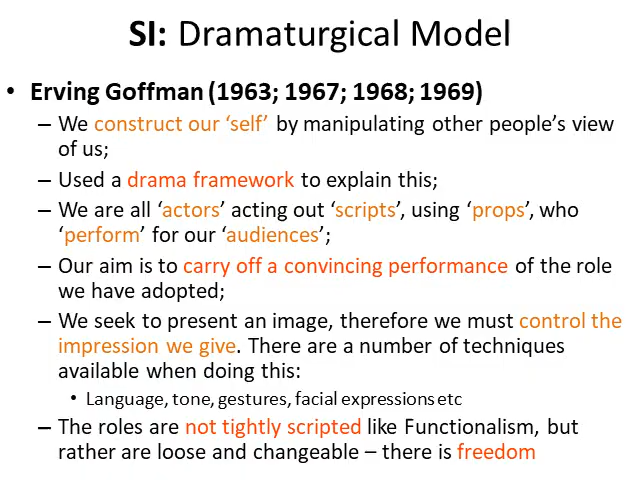 SI: Dramaturgical Model
• Erving Goffman (1963; 1967; 1968; 1969)
– We construct our ‘self’ by manipulating other people’s view
of us;
– Used a drama framework to explain this;
– We are all ‘actors’ acting out ‘scripts’, using ‘props’, who
‘perform’ for our ‘audiences’;
– Our aim is to carry off a convincing performance of the role
we have adopted;
– We seek to present an image, therefore we must control the
impression we give. There are a number of techniques
available when doing this:
• Language, tone, gestures, facial expressions etc
– The roles are not tightly scripted like Functionalism, but
rather are loose and changeable – there is freedom